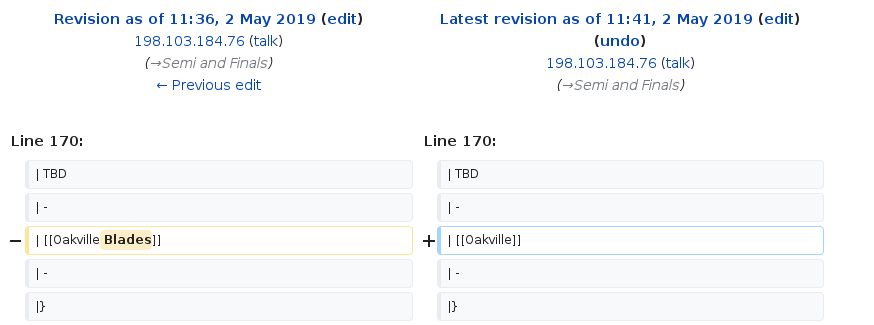 Revision as of 11:36, 2 May 2019 (edit)
198.103.184.76 (talk)
(→Semi and Finals)
← Previous edit
Latest revision as of 11:41, 2 May 2019 (edit)
(undo)
198.103.184.76 (talk)
(→Semi and Finals)
Line 170:
Line 170:
| TBD
| TBD
| -
| -
− | [[Oakville Blades]]
+ | [[Oakville]]
| -
| -
|}
|}